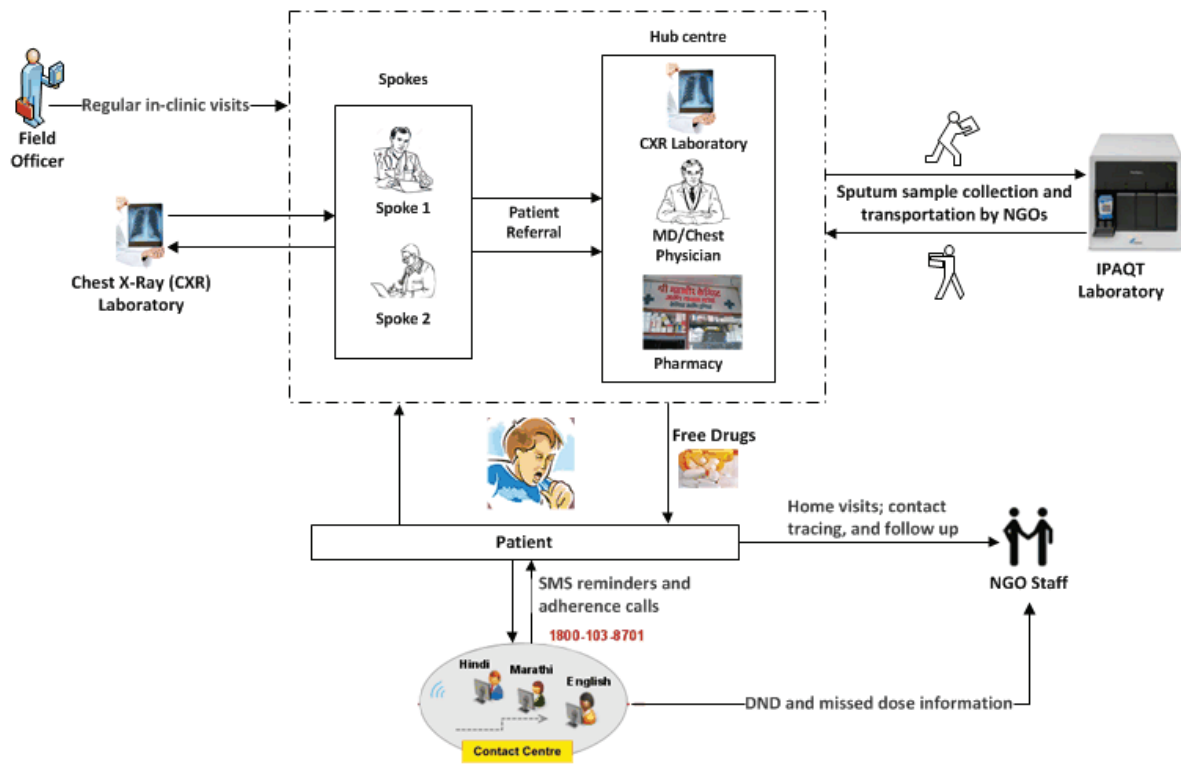 Hub centre
Spokes
Regular in-clinic visits
Field
Officer
CXR Laboratory
Spoke 1
Patient
Referral
MD/Chest
Physician
Sputum sample collection and
transportation by NGOs
Chest X-Ray (CXR)
Laboratory
Spoke 2
IPAQT
Laboratory
Pharmacy
Free Drugs
Home visits; contact
tracing, and follow up
Patient
NGO Staff
SMS reminders and
adherence calls
1800-103-8701
Hindi
Marathi
English
DND and missed dose information
Contact Centre